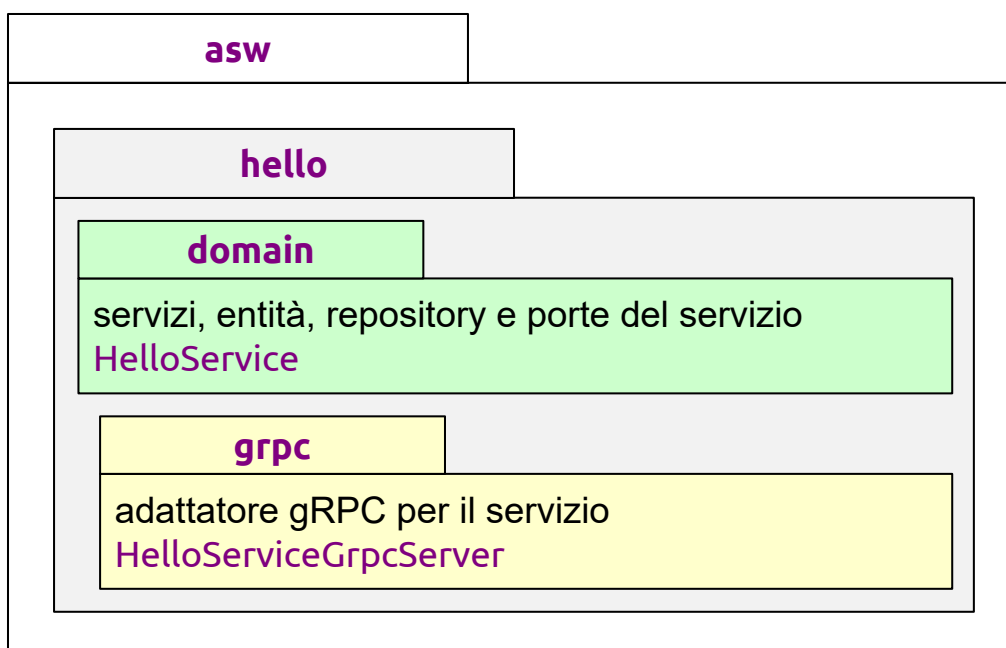 asw
hello
domain
servizi, entità, repository e porte del servizio
HelloService
grpc
adattatore gRPC per il servizio
HelloServiceGrpcServer